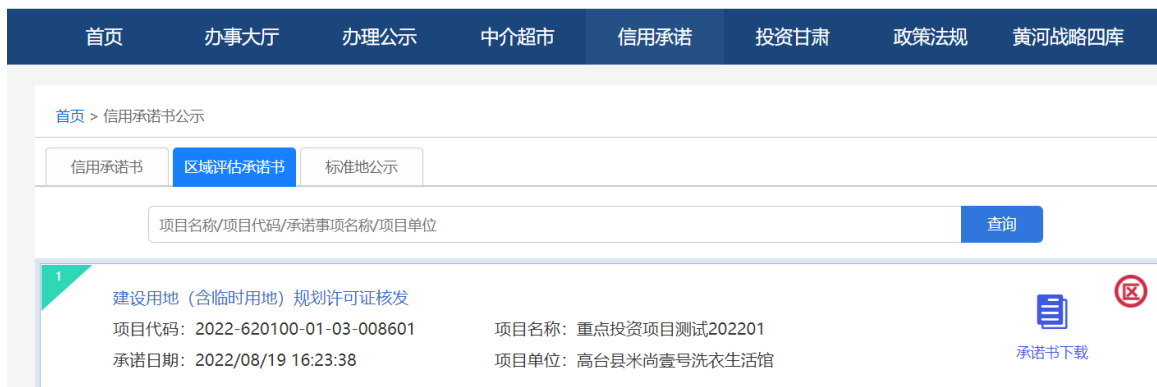 首页 办事大厅 办理公示 中介超市 信用承诺 投资甘肃 政策法规 黄河战略四库
首页 > 信用承诺书公示
信用承诺书 区域评估承诺书 标准地公示
项目名称/项目代码/承诺事项名称/项目单位 查询
1
区
建设用地（含临时用地）规划许可证核发
项目代码：2022-620100-01-03-008601 项目名称：重点投资项目测试202201
承诺日期：2022/08/19 16:23:38 项目单位：高台县米尚壹号洗衣生活馆
承诺书下载